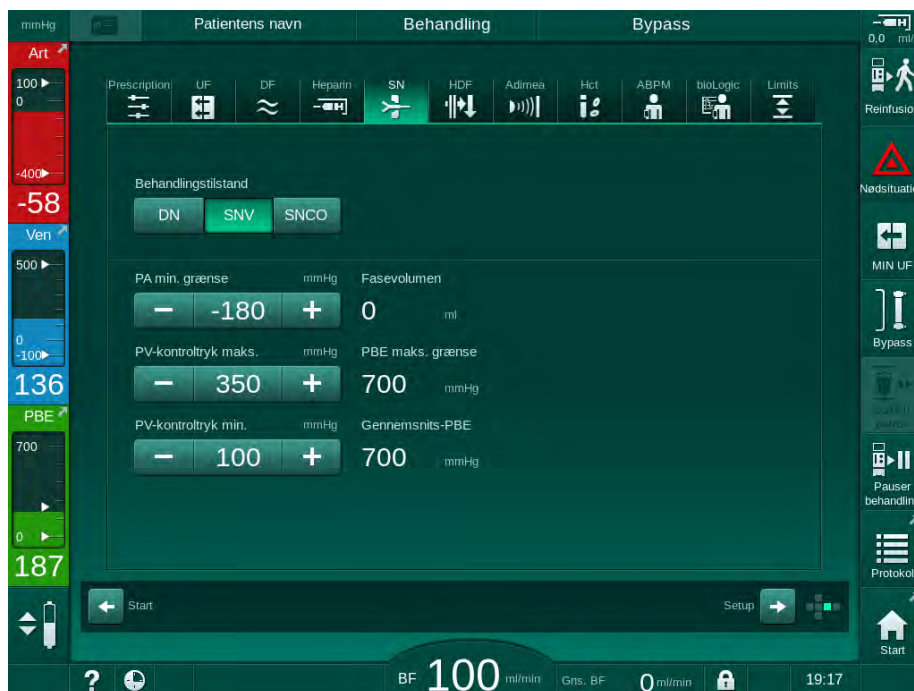 mmHg
Patientens navn
Behandling
Bypass
0,0 ml/
Art
100
0
-400
-58
Ven
500
0
-100
136
PBE
700
0
187
Prescription UF DF Heparin SN HDF Adimea Hct ABPM bioLogic Limits
Behandlingstilstand
DN SNV SNCO
PA min. grænse mmHg Fasevolumen
− -180 + 0 ml
PV-kontroltryk maks. mmHg PBE maks. grænse
− 350 + 700 mmHg
PV-kontroltryk min. mmHg Gennemsnits-PBE
− 100 + 700 mmHg
Start
Setup
Reinfusio
Nødsituati
MIN UF
Bypass
Pauser
behandlin
Protokol
Start
? BF 100 ml/min Gns. BF 0 ml/min 19:17